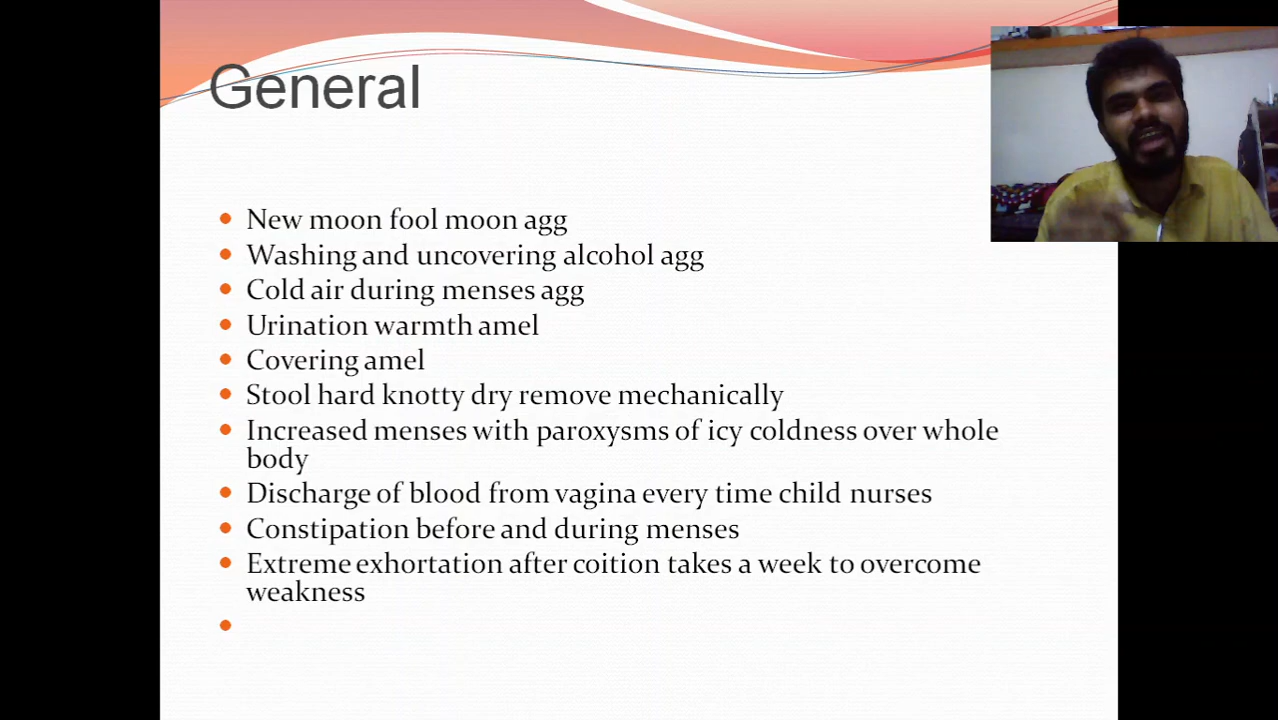 General
New moon fool moon agg
Washing and uncovering alcohol agg
Cold air during menses agg
Urination warmth amel
Covering amel
Stool hard knotty dry remove mechanically
Increased menses with paroxysms of icy coldness over whole
body
Discharge of blood from vagina every time child nurses
Constipation before and during menses
Extreme exhortation after coition takes a week to overcome
weakness